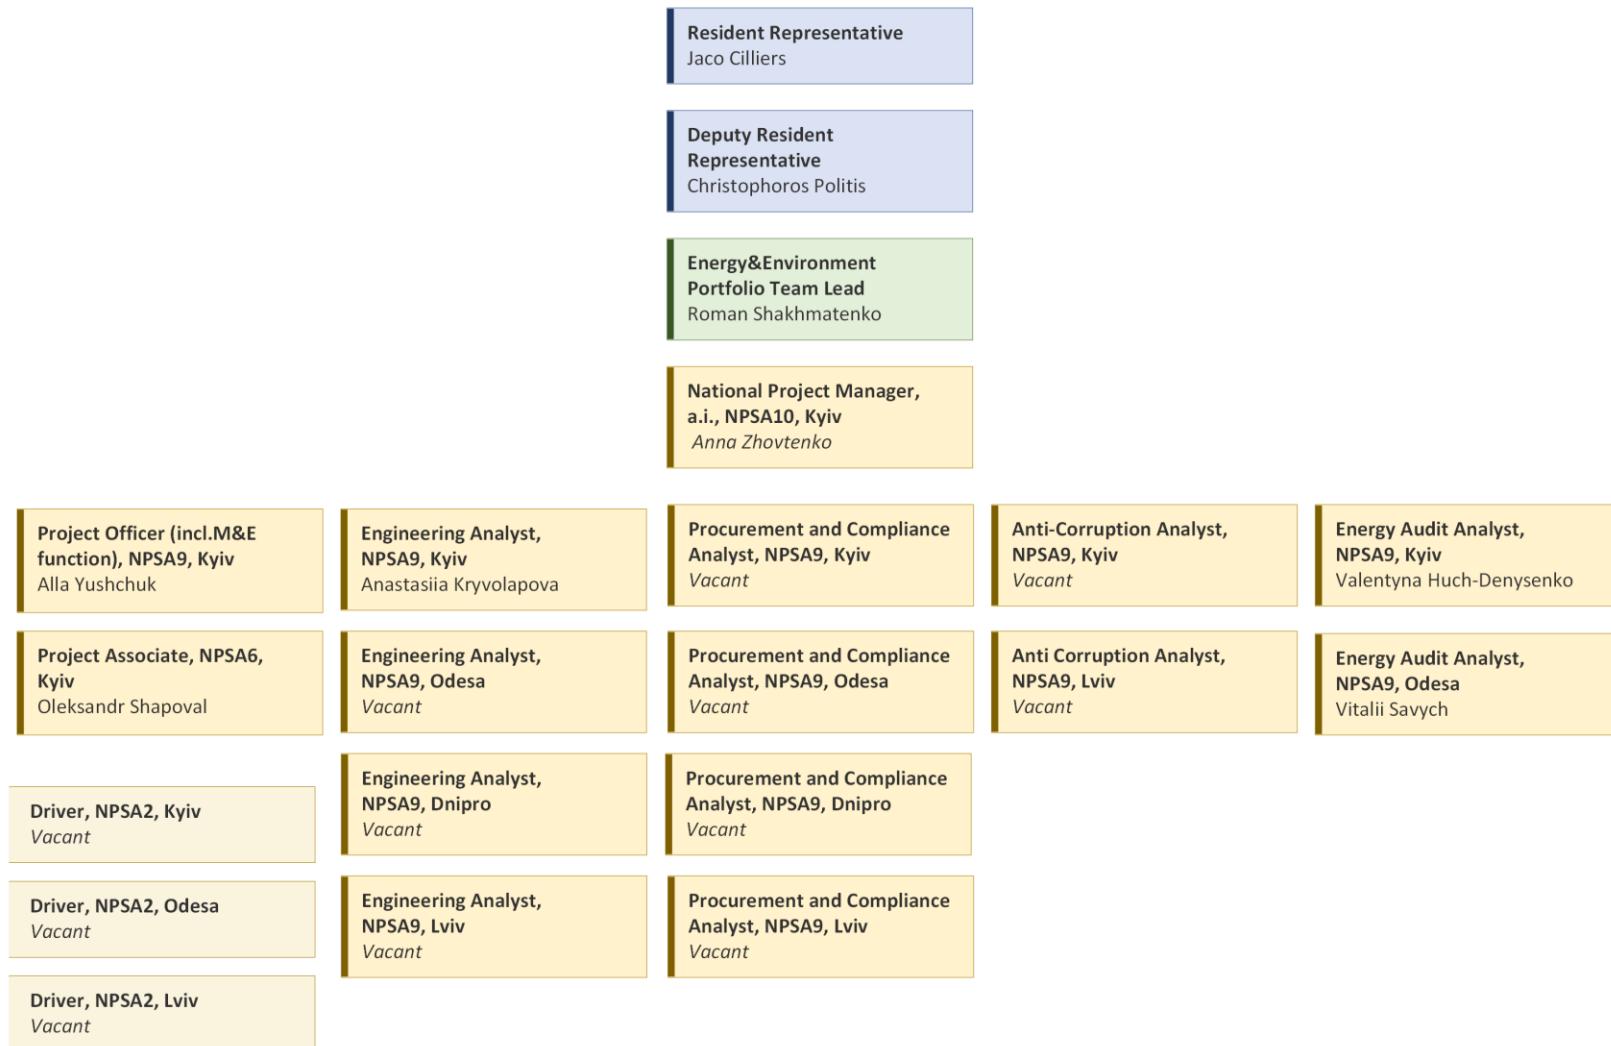 Resident Representative
Jaco Cilliers
Deputy Resident
Representative
Christophoros Politis
Energy&Environment
Portfolio Team Lead
Roman Shakhmatenko
National Project Manager,
a.i., NPSA10, Kyiv
Anna Zhovtenko
Project Officer (incl.M&E
function), NPSA9, Kyiv
Alla Yushchuk
Engineering Analyst,
NPSA9, Kyiv
Anastasiia Kryvolapova
Procurement and Compliance
Analyst, NPSA9, Kyiv
Vacant
Anti-Corruption Analyst,
NPSA9, Kyiv
Vacant
Energy Audit Analyst,
NPSA9, Kyiv
Valentyna Huch-Denysenko
Project Associate, NPSA6,
Kyiv
Oleksandr Shapoval
Engineering Analyst,
NPSA9, Odesa
Vacant
Procurement and Compliance
Analyst, NPSA9, Odesa
Vacant
Anti Corruption Analyst,
NPSA9, Lviv
Vacant
Energy Audit Analyst,
NPSA9, Odesa
Vitalii Savych
Driver, NPSA2, Kyiv
Vacant
Engineering Analyst,
NPSA9, Dnipro
Vacant
Procurement and Compliance
Analyst, NPSA9, Dnipro
Vacant
Driver, NPSA2, Odesa
Vacant
Engineering Analyst,
NPSA9, Lviv
Vacant
Procurement and Compliance
Analyst, NPSA9, Lviv
Vacant
Driver, NPSA2, Lviv
Vacant